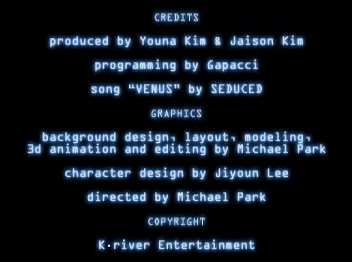 CREDITS
produced by Youna Kim & Jaison Kim
programming by Gapacci
song “VENUS” by SEDUCED
GRAPHICS
background design, layout, modeling,
3d animation and editing by Michael Park
character design by Jiyoun Lee
directed by Michael Park
COPYRIGHT
K·river Entertainment